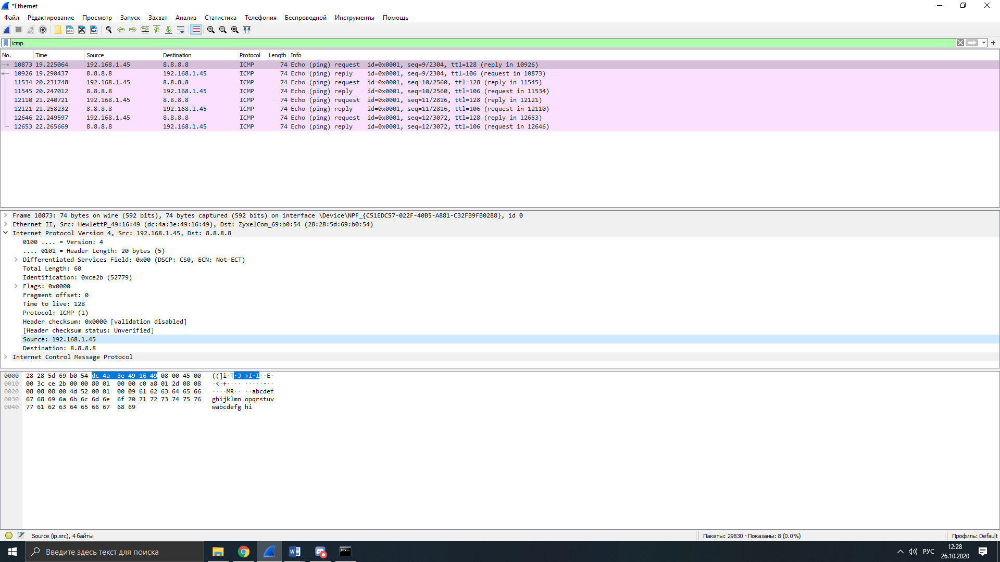 *Ethernet
Файл Редактирование Просмотр Запуск Захват Анализ Статистика Телефония Беспроводной Инструменты Помощь
icmp
No. Time Source Destination Protocol Length Info
10873 19.225064 192.168.1.45 8.8.8.8 ICMP 74 Echo (ping) request id=0x0001, seq=9/2304, ttl=128 (reply in 10926)
10926 19.290437 8.8.8.8 192.168.1.45 ICMP 74 Echo (ping) reply id=0x0001, seq=9/2304, ttl=106 (request in 10873)
11534 20.231748 192.168.1.45 8.8.8.8 ICMP 74 Echo (ping) request id=0x0001, seq=10/2560, ttl=128 (reply in 11545)
11545 20.247012 8.8.8.8 192.168.1.45 ICMP 74 Echo (ping) reply id=0x0001, seq=10/2560, ttl=106 (request in 11534)
12110 21.240721 192.168.1.45 8.8.8.8 ICMP 74 Echo (ping) request id=0x0001, seq=11/2816, ttl=128 (reply in 12121)
12121 21.258232 8.8.8.8 192.168.1.45 ICMP 74 Echo (ping) reply id=0x0001, seq=11/2816, ttl=106 (request in 12110)
12646 22.249597 192.168.1.45 8.8.8.8 ICMP 74 Echo (ping) request id=0x0001, seq=12/3072, ttl=128 (reply in 12653)
12653 22.265669 8.8.8.8 192.168.1.45 ICMP 74 Echo (ping) reply id=0x0001, seq=12/3072, ttl=106 (request in 12646)
Frame 10873: 74 bytes on wire (592 bits), 74 bytes captured (592 bits) on interface \Device\NPF_{C51EDC57-022F-40B5-A881-C32FB9FB0288}, id 0
Ethernet II, Src: HewlettP_49:16:49 (dc:4a:3e:49:16:49), Dst: ZyxelCom_69:b0:54 (28:28:5d:69:b0:54)
Internet Protocol Version 4, Src: 192.168.1.45, Dst: 8.8.8.8
0100 .... = Version: 4
.... 0101 = Header Length: 20 bytes (5)
Differentiated Services Field: 0x00 (DSCP: CS0, ECN: Not-ECT)
Total Length: 60
Identification: 0xce2b (52779)
Flags: 0x0000
Fragment offset: 0
Time to live: 128
Protocol: ICMP (1)
Header checksum: 0x0000 [validation disabled]
[Header checksum status: Unverified]
Source: 192.168.1.45
Destination: 8.8.8.8
Internet Control Message Protocol
0000 28 28 5d 69 b0 54 dc 4a 3e 49 16 49 08 00 45 00 ((]i·T·J >I·I··E·
0010 00 3c ce 2b 00 00 80 01 00 00 c0 a8 01 2d 08 08 ·<·+···· ·····-··
0020 08 08 08 00 4d 52 00 01 00 09 61 62 63 64 65 66 ····MR·· ··abcdef
0030 67 68 69 6a 6b 6c 6d 6e 6f 70 71 72 73 74 75 76 ghijklmn opqrstuv
0040 77 61 62 63 64 65 66 67 68 69 wabcdefg hi
Source (ip.src), 4 байты Пакеты: 29830 · Показаны: 8 (0.0%) Профиль: Default
Введите здесь текст для поиска
РУС
12:28
26.10.2020